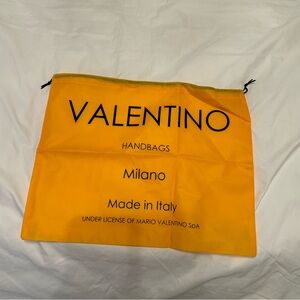 VALENTINO
HANDBAGS
Milano
Made in Italy
UNDER LICENSE OF MARIO VALENTINO SpA